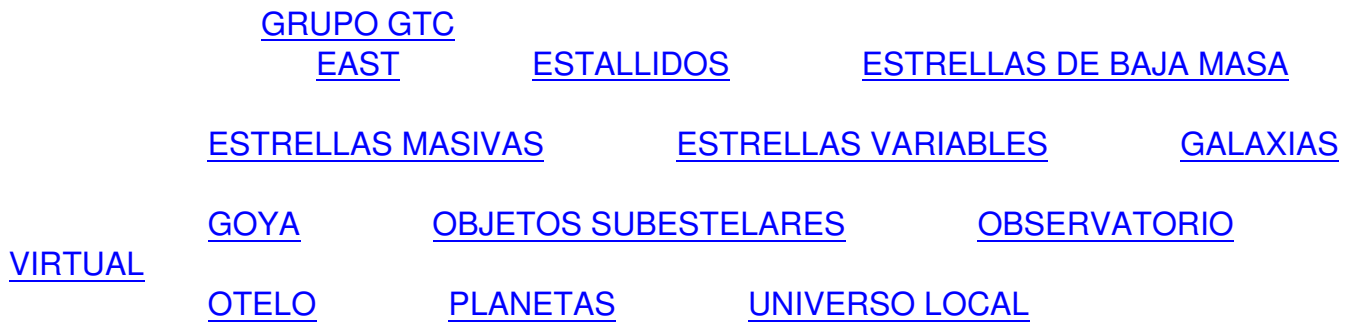 GRUPO GTC
EAST ESTALLIDOS ESTRELLAS DE BAJA MASA
ESTRELLAS MASIVAS ESTRELLAS VARIABLES GALAXIAS
GOYA OBJETOS SUBESTELARES OBSERVATORIO
VIRTUAL
OTELO PLANETAS UNIVERSO LOCAL